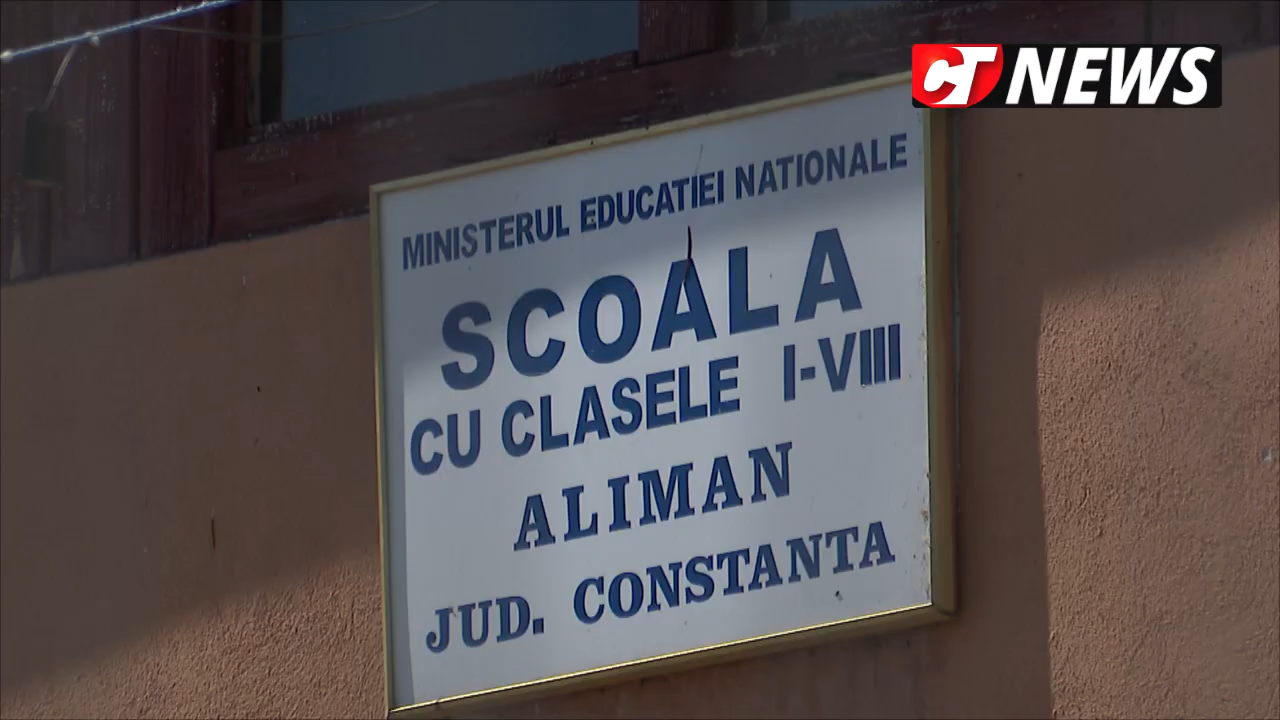 CT NEWS
MINISTERUL EDUCATIEI NATIONALE
SCOALA
CU CLASELE I-VIII
ALIMAN
JUD. CONSTANTA